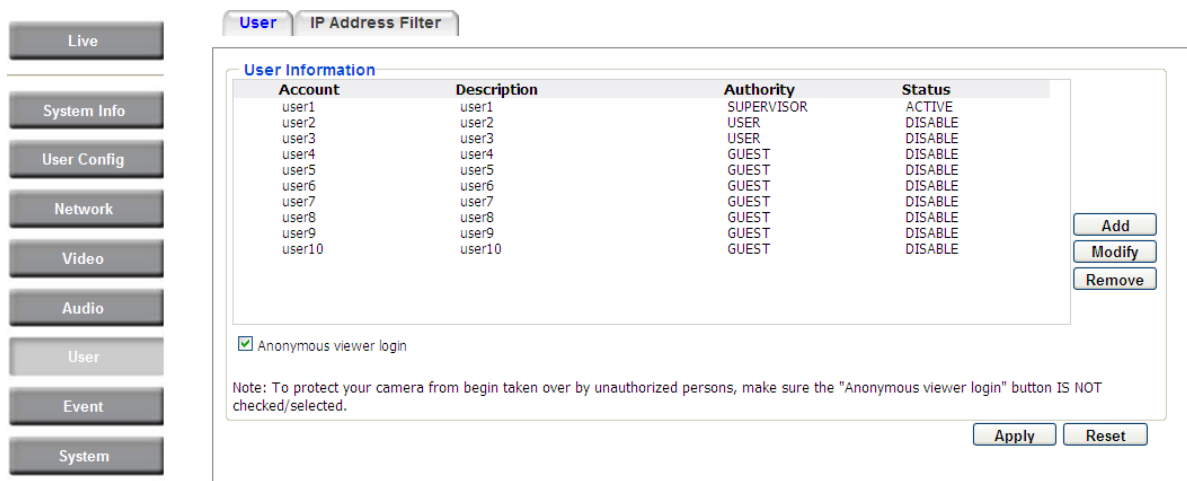 Live
System Info
User Config
Network
Video
Audio
User
Event
System
User IP Address Filter
User Information
Account Description Authority Status
user1 user1 SUPERVISOR ACTIVE
user2 user2 USER DISABLE
user3 user3 USER DISABLE
user4 user4 GUEST DISABLE
user5 user5 GUEST DISABLE
user6 user6 GUEST DISABLE
user7 user7 GUEST DISABLE
user8 user8 GUEST DISABLE
user9 user9 GUEST DISABLE
user10 user10 GUEST DISABLE
Add
Modify
Remove
Anonymous viewer login
Note: To protect your camera from begin taken over by unauthorized persons, make sure the "Anonymous viewer login" button IS NOT
checked/selected.
Apply Reset